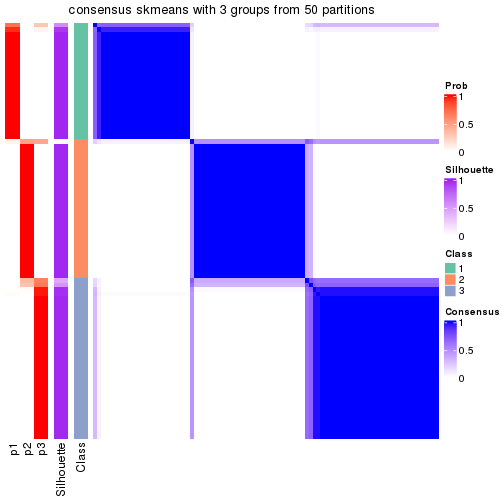 consensus skmeans with 3 groups from 50 partitions
Prob
1
0.5
0
Silhouette
1
0.5
0
Class
1
2
3
Consensus
1
0.5
0
p1
p2
p3
Silhouette
Class